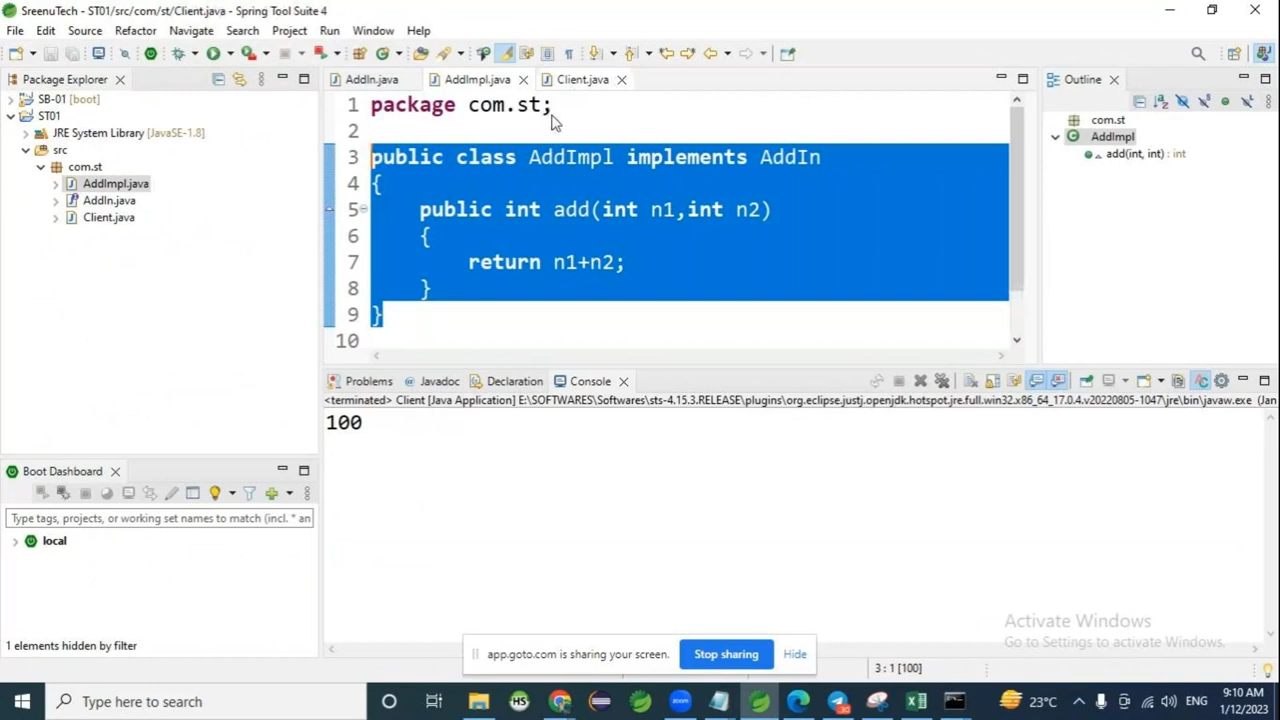 SreenuTech - ST01/src/com/st/Client.java - Spring Tool Suite 4
File Edit Source Refactor Navigate Search Project Run Window Help
Package Explorer
SB-01 [boot]
ST01
JRE System Library [JavaSE-1.8]
src
com.st
AddImpl.java
AddIn.java
Client.java
AddIn.java AddImpl.java Client.java
1 package com.st;
2
3 public class AddImpl implements AddIn
4 {
5 public int add(int n1,int n2)
6 {
7 return n1+n2;
8 }
9 }
10
Outline
com.st
AddImpl
add(int, int) : int
Problems Javadoc Declaration Console
<terminated> Client [Java Application] E:\SOFTWARES\Softwares\sts-4.15.3.RELEASE\plugins\org.eclipse.justj.openjdk.hotspot.jre.full.win32.x86_64_17.0.4.v20220805-1047\jre\bin\javaw.exe (Jan
100
Boot Dashboard
Type tags, projects, or working set names to match (incl. * an
local
1 elements hidden by filter
Activate Windows
Go to Settings to activate Windows.
app.goto.com is sharing your screen. Stop sharing Hide
3 : 1 [100]
Type here to search
HS
30
23°C
ENG
9:10 AM
1/12/2023